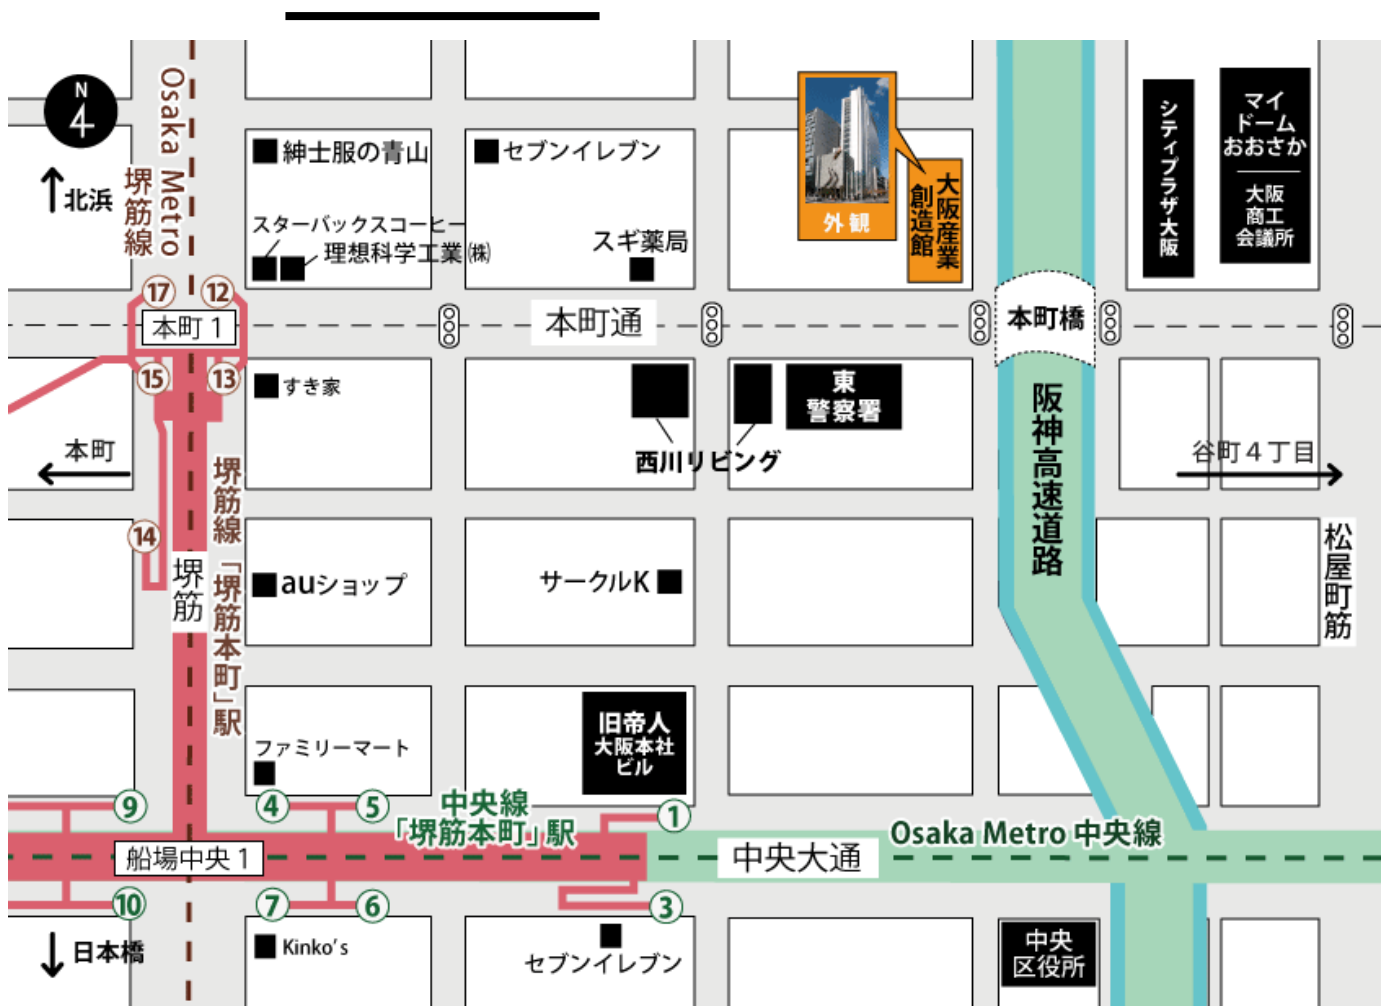 N
北浜
Osaka Metro
堺筋線
紳士服の青山
スターバックスコーヒー
理想科学工業㈱
セブンイレブン
スギ薬局
外観
大阪産業
創造館
シティプラザ大阪
マイ
ドーム
おおさか
大阪
商工
会議所
17
12
本町1
15
13
本町通
本町橋
すき家
西川リビング
東
警察署
本町
谷町4丁目
阪神高速道路
14
堺筋
堺筋線「堺筋本町」駅
auショップ
サークルK
松屋町筋
ファミリーマート
旧帝人
大阪本社
ビル
9
4
5
中央線
「堺筋本町」駅
1
Osaka Metro 中央線
船場中央1
中央大通
10
7
6
3
日本橋
Kinko's
セブンイレブン
中央
区役所